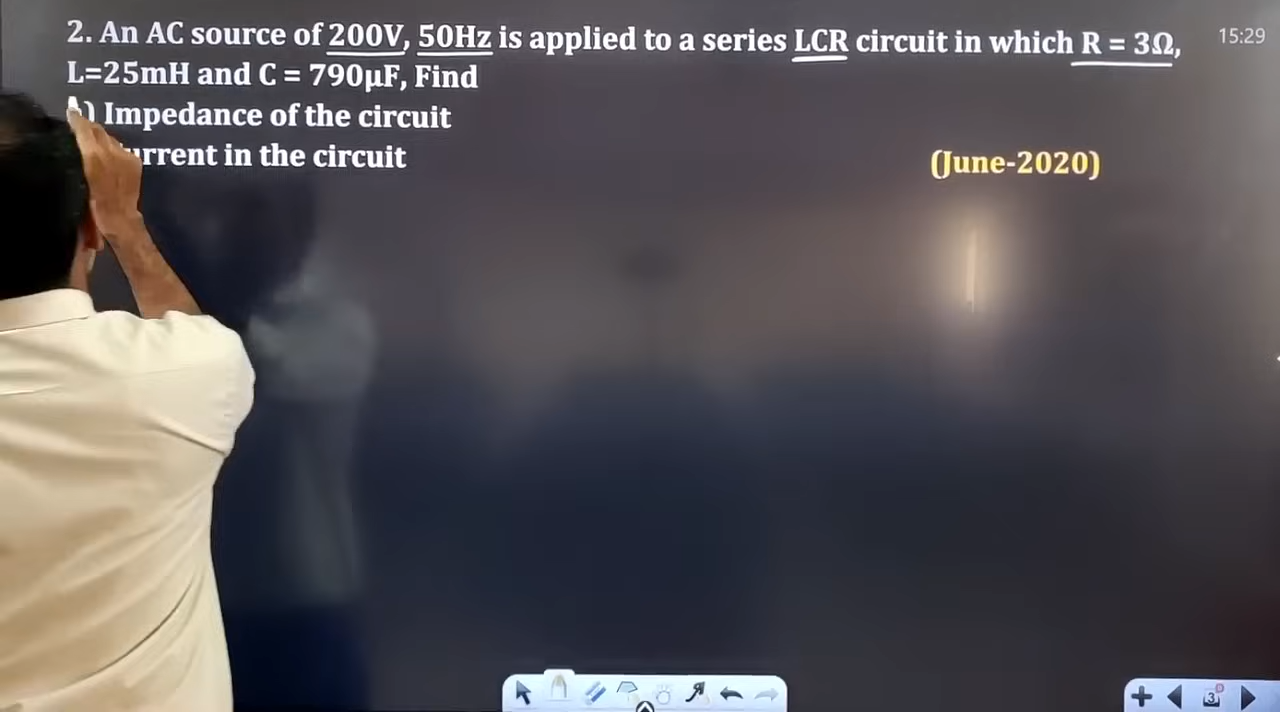 2. An AC source of 200V, 50Hz is applied to a series LCR circuit in which R = 3Ω,
15:29
L=25mH and C = 790μF, Find
Impedance of the circuit
in the circuit
(June-2020)
3